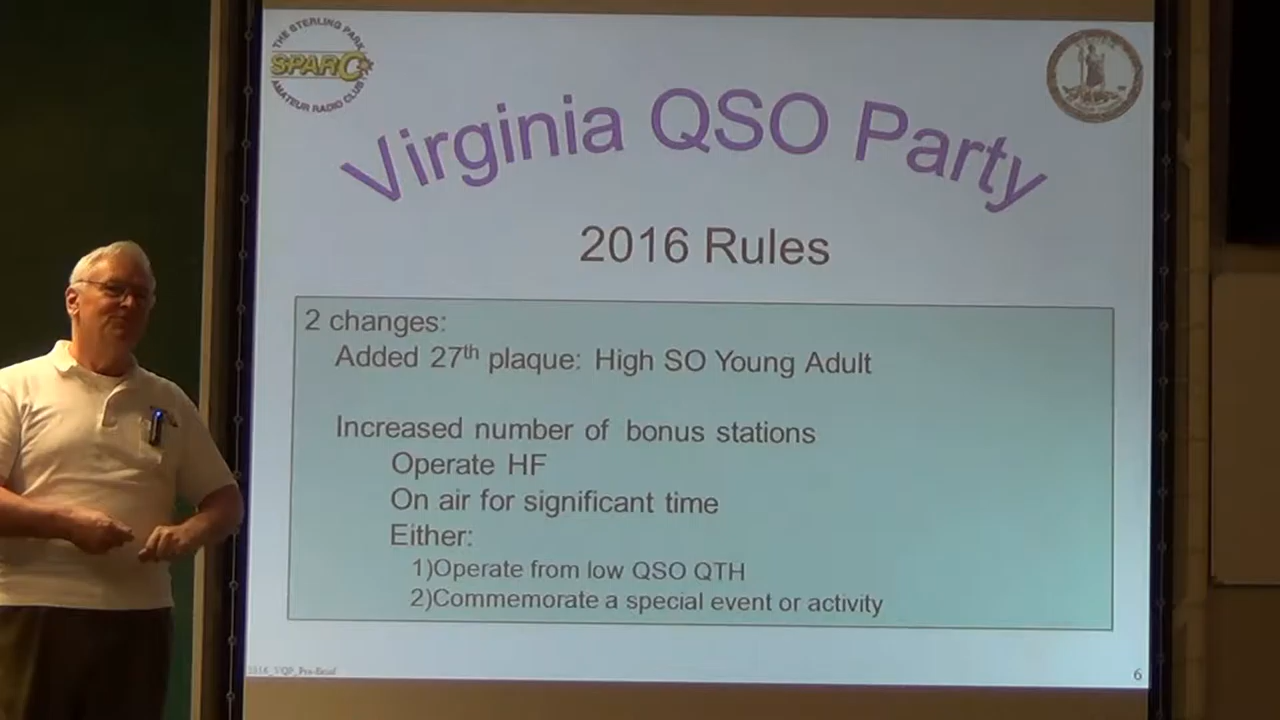 THE STERLING PARK
SPARC
AMATEUR RADIO CLUB
Virginia QSO Party
2016 Rules
2 changes:
Added 27th plaque: High SO Young Adult
Increased number of bonus stations
Operate HF
On air for significant time
Either:
1)Operate from low QSO QTH
2)Commemorate a special event or activity
2016_VQP_Pre-Brief
6